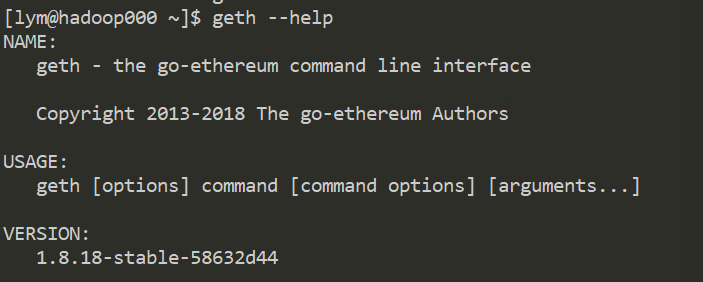 [lym@hadoop000 ~]$ geth --help
NAME:
geth - the go-ethereum command line interface
Copyright 2013-2018 The go-ethereum Authors
USAGE:
geth [options] command [command options] [arguments...]
VERSION:
1.8.18-stable-58632d44